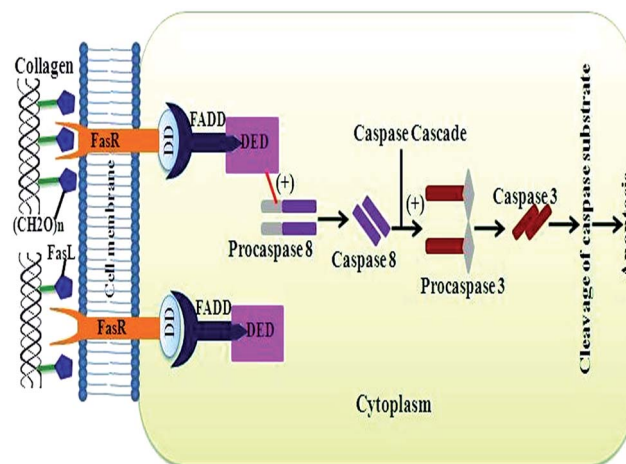 Collagen
FasR
(CH2O)n
FasL
FasR
Cell membrane
DD
FADD
DED
(+)
Procaspase 8
Caspase 8
Caspase Cascade
(+)
Procaspase 3
Caspase 3
Cleavage of caspase substrate
DD
FADD
DED
Cytoplasm